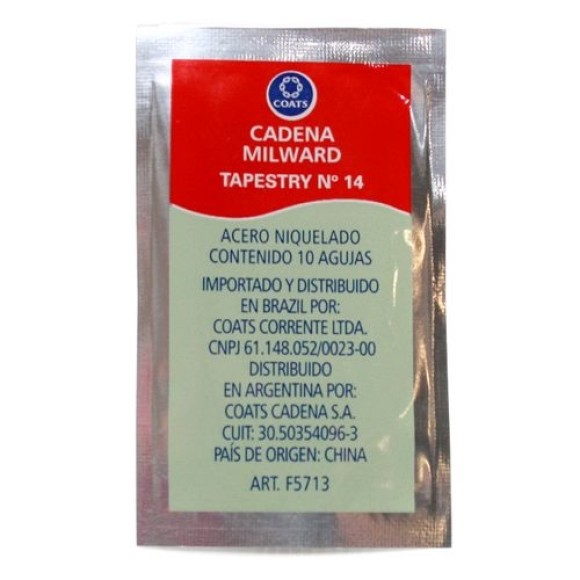 COATS
CADENA
MILWARD
TAPESTRY Nº 14
ACERO NIQUELADO
CONTENIDO 10 AGUJAS
IMPORTADO Y DISTRIBUIDO
EN BRAZIL POR:
COATS CORRENTE LTDA.
CNPJ 61.148.052/0023-00
DISTRIBUIDO
EN ARGENTINA POR:
COATS CADENA S.A.
CUIT: 30.50354096-3
PAÍS DE ORIGEN: CHINA
ART. F5713